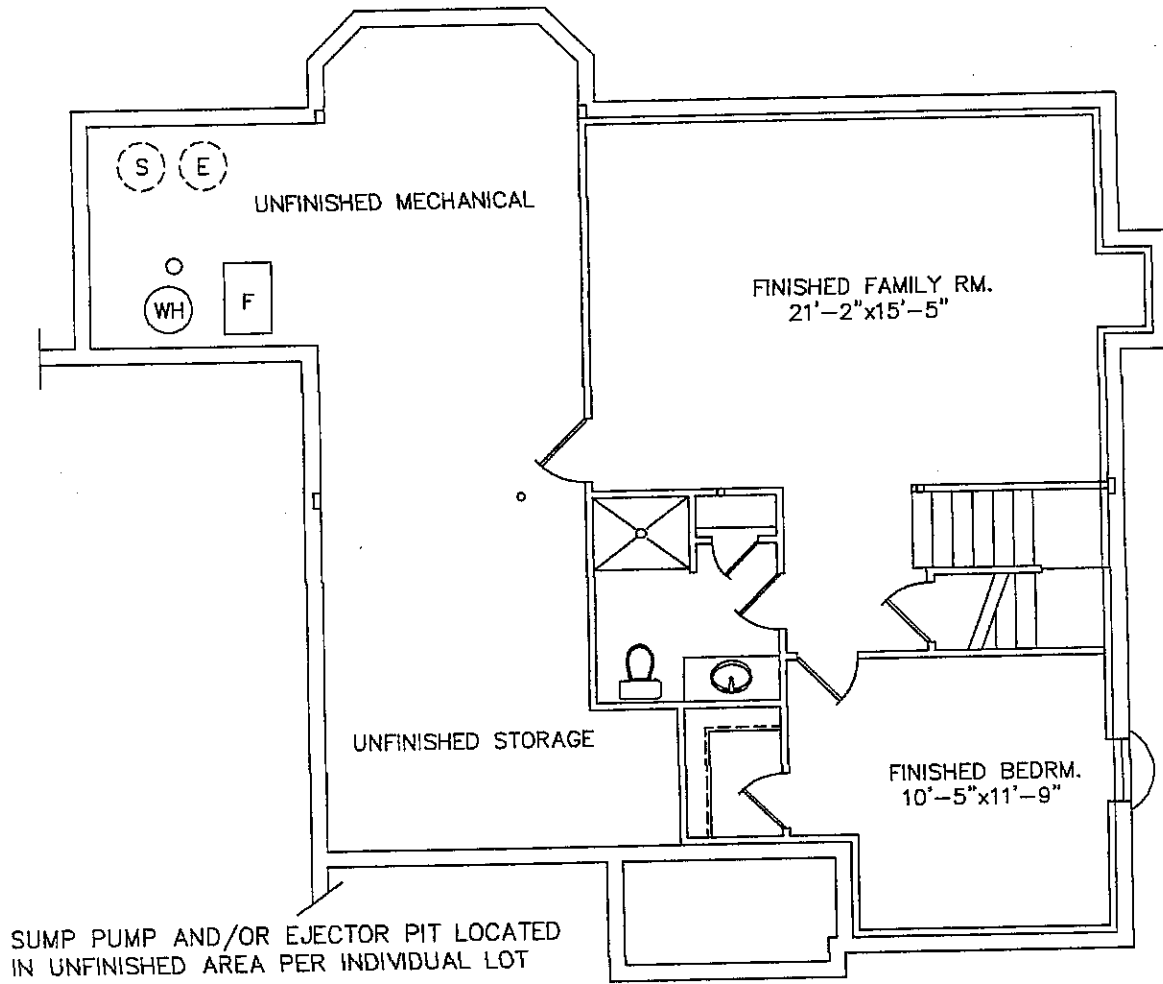 S E
UNFINISHED MECHANICAL
WH F
FINISHED FAMILY RM.
21'-2"x15'-5"
UNFINISHED STORAGE
FINISHED BEDRM.
10'-5"x11'-9"
SUMP PUMP AND/OR EJECTOR PIT LOCATED
IN UNFINISHED AREA PER INDIVIDUAL LOT